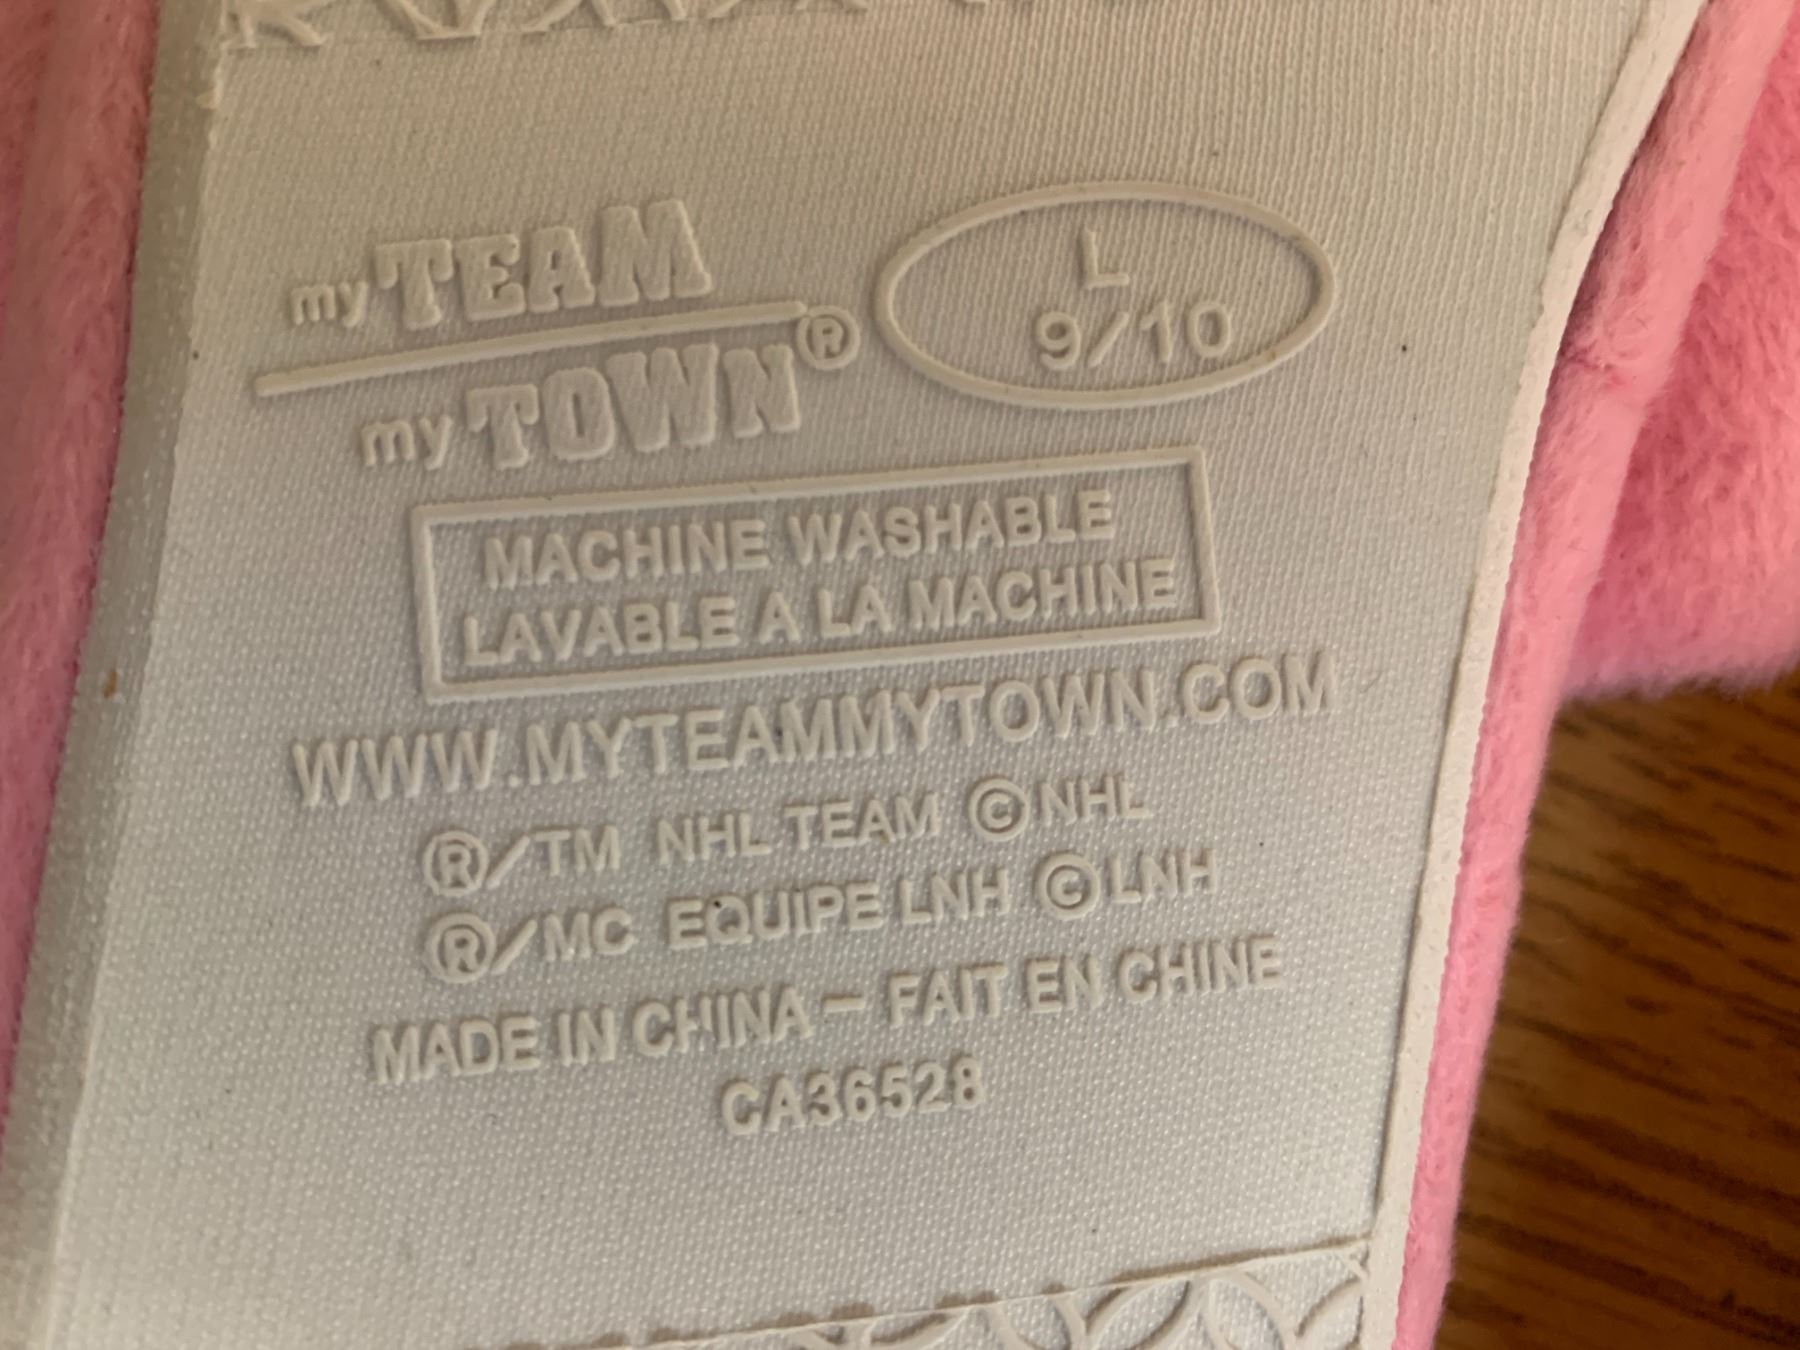 my TEAM
my TOWN®
L
9/10
MACHINE WASHABLE
LAVABLE A LA MACHINE
WWW.MYTEAMMYTOWN.COM
®/TM NHL TEAM ©NHL
®/MC EQUIPE LNH ©LNH
MADE IN CHINA – FAIT EN CHINE
CA36528